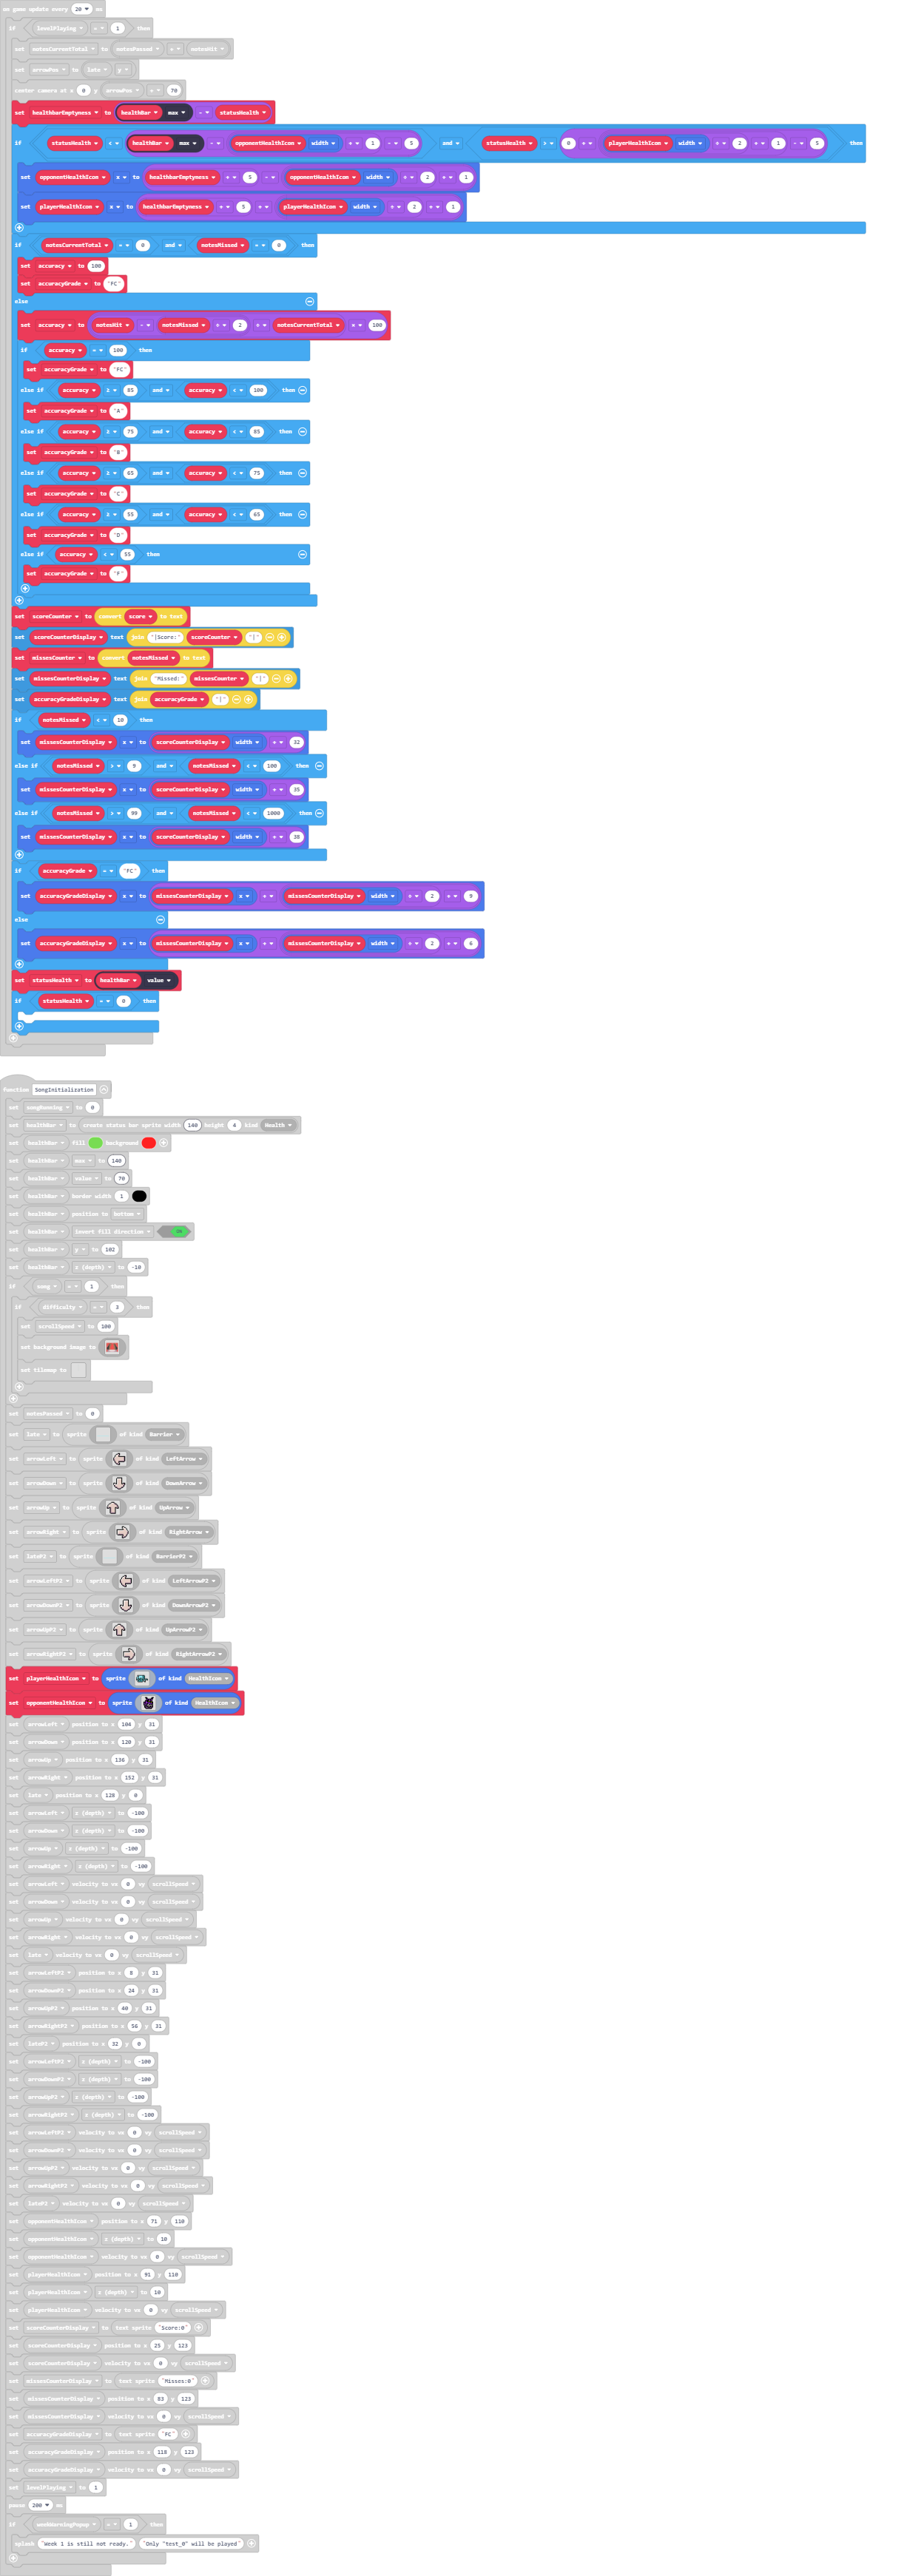 on game update every 20 ms
if levelPlaying = 1 then
set notesCurrentTotal to notesPassed + notesHit
set arrowPos to late y
center camera at x 0 y arrowPos + 70
set healthbarEmptyness to healthBar max - statusHealth
if statusHealth < healthBar max - opponentHealthIcon width ÷ 1 - 5 and statusHealth > 0 + playerHealthIcon width ÷ 2 + 1 - 5 then
set opponentHealthIcon x to healthbarEmptyness + 5 - opponentHealthIcon width ÷ 2 + 1
set playerHealthIcon x to healthbarEmptyness + 5 + playerHealthIcon width ÷ 2 + 1
if notesCurrentTotal = 0 and notesMissed = 0 then
set accuracy to 100
set accuracyGrade to "FC"
else
set accuracy to notesHit - notesMissed ÷ 2 ÷ notesCurrentTotal x 100
if accuracy = 100 then
set accuracyGrade to "FC"
else if accuracy ≥ 85 and accuracy < 100 then
set accuracyGrade to "A"
else if accuracy ≥ 75 and accuracy < 85 then
set accuracyGrade to "B"
else if accuracy ≥ 65 and accuracy < 75 then
set accuracyGrade to "C"
else if accuracy ≥ 55 and accuracy < 65 then
set accuracyGrade to "D"
else if accuracy < 55 then
set accuracyGrade to "F"
set scoreCounter to convert score to text
set scoreCounterDisplay text join "|Score:" scoreCounter "|"
set missesCounter to convert notesMissed to text
set missesCounterDisplay text join "Missed:" missesCounter "|"
set accuracyGradeDisplay text join accuracyGrade "|"
if notesMissed < 10 then
set missesCounterDisplay x to scoreCounterDisplay width + 32
else if notesMissed > 9 and notesMissed < 100 then
set missesCounterDisplay x to scoreCounterDisplay width + 35
else if notesMissed > 99 and notesMissed < 1000 then
set missesCounterDisplay x to scoreCounterDisplay width + 38
if accuracyGrade = "FC" then
set accuracyGradeDisplay x to missesCounterDisplay x + missesCounterDisplay width ÷ 2 + 9
else
set accuracyGradeDisplay x to missesCounterDisplay x + missesCounterDisplay width ÷ 2 + 6
set statusHealth to healthBar value
if statusHealth = 0 then
function SongInitialization
set songRunning to 0
set healthBar to create status bar sprite width 140 height 4 kind Health
set healthBar fill background
set healthBar max to 140
set healthBar value to 70
set healthBar border width 1
set healthBar position to bottom
set healthBar invert fill direction ON
set healthBar y to 102
set healthBar z (depth) to -10
if song = 1 then
if difficulty = 3 then
set scrollSpeed to 100
set background image to
set tilemap to
set notesPassed to 0
set late to sprite of kind Barrier
set arrowLeft to sprite of kind LeftArrow
set arrowDown to sprite of kind DownArrow
set arrowUp to sprite of kind UpArrow
set arrowRight to sprite of kind RightArrow
set lateP2 to sprite of kind BarrierP2
set arrowLeftP2 to sprite of kind LeftArrowP2
set arrowDownP2 to sprite of kind DownArrowP2
set arrowUpP2 to sprite of kind UpArrowP2
set arrowRightP2 to sprite of kind RightArrowP2
set playerHealthIcon to sprite of kind HealthIcon
set opponentHealthIcon to sprite of kind HealthIcon
set arrowLeft position to x 104 y 31
set arrowDown position to x 120 y 31
set arrowUp position to x 136 y 31
set arrowRight position to x 152 y 31
set late position to x 128 y 0
set arrowLeft z (depth) to -100
set arrowDown z (depth) to -100
set arrowUp z (depth) to -100
set arrowRight z (depth) to -100
set arrowLeft velocity to vx 0 vy scrollSpeed
set arrowDown velocity to vx 0 vy scrollSpeed
set arrowUp velocity to vx 0 vy scrollSpeed
set arrowRight velocity to vx 0 vy scrollSpeed
set late velocity to vx 0 vy scrollSpeed
set arrowLeftP2 position to x 8 y 31
set arrowDownP2 position to x 24 y 31
set arrowUpP2 position to x 40 y 31
set arrowRightP2 position to x 56 y 31
set lateP2 position to x 32 y 0
set arrowLeftP2 z (depth) to -100
set arrowDownP2 z (depth) to -100
set arrowUpP2 z (depth) to -100
set arrowRightP2 z (depth) to -100
set arrowLeftP2 velocity to vx 0 vy scrollSpeed
set arrowDownP2 velocity to vx 0 vy scrollSpeed
set arrowUpP2 velocity to vx 0 vy scrollSpeed
set arrowRightP2 velocity to vx 0 vy scrollSpeed
set lateP2 velocity to vx 0 vy scrollSpeed
set opponentHealthIcon position to x 71 y 110
set opponentHealthIcon z (depth) to 10
set opponentHealthIcon velocity to vx 0 vy scrollSpeed
set playerHealthIcon position to x 91 y 110
set playerHealthIcon z (depth) to 10
set playerHealthIcon velocity to vx 0 vy scrollSpeed
set scoreCounterDisplay to text sprite "Score:0"
set scoreCounterDisplay position to x 25 y 123
set scoreCounterDisplay velocity to vx 0 vy scrollSpeed
set missesCounterDisplay to text sprite "Misses:0"
set missesCounterDisplay position to x 83 y 123
set missesCounterDisplay velocity to vx 0 vy scrollSpeed
set accuracyGradeDisplay to text sprite "FC"
set accuracyGradeDisplay position to x 118 y 123
set accuracyGradeDisplay velocity to vx 0 vy scrollSpeed
set levelPlaying to 1
pause 200 ms
if weekWarningPopup = 1 then
splash "Week 1 is still not ready." "Only "test_0" will be played"